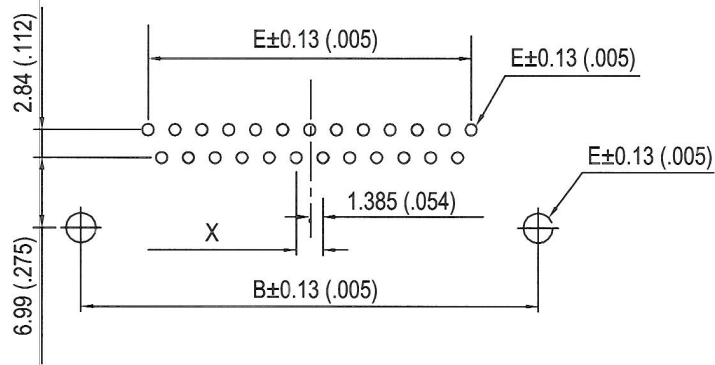 E±0.13 (.005)
E±0.13 (.005)
2.84 (.112)
E±0.13 (.005)
1.385 (.054)
X
6.99 (.275)
B±0.13 (.005)